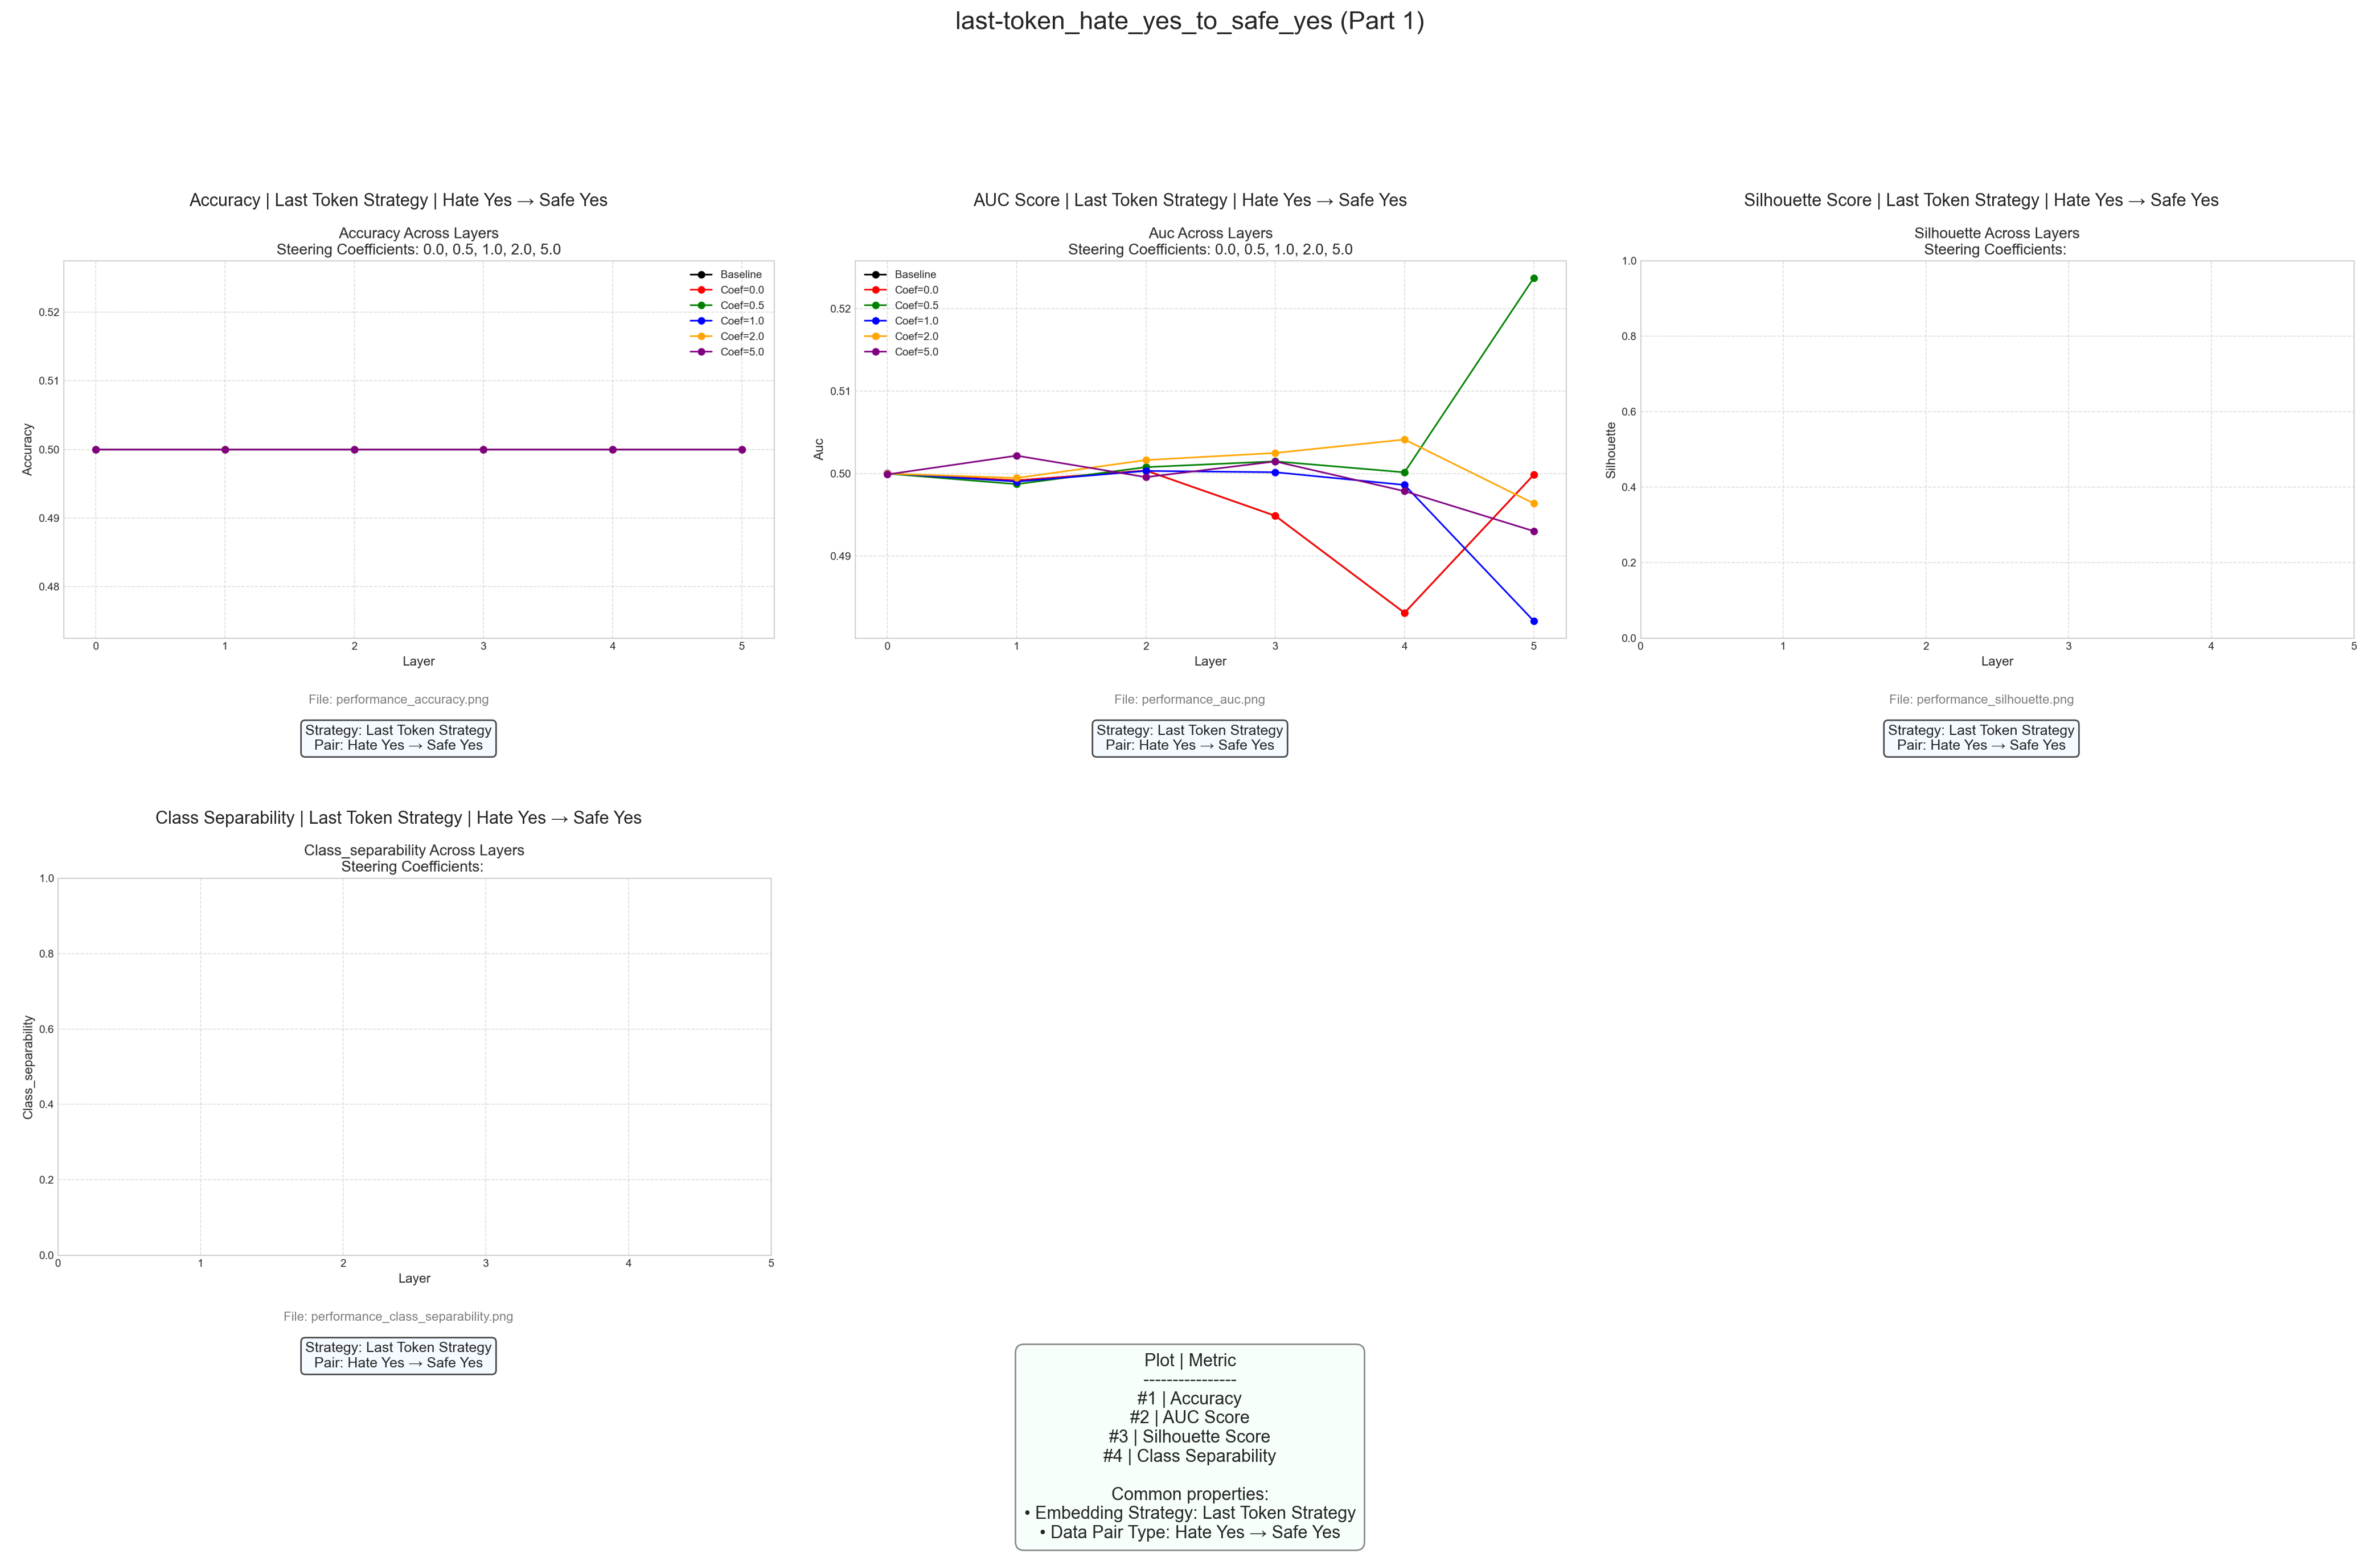 last-token_hate_yes_to_safe_yes (Part 1)
Accuracy | Last Token Strategy | Hate Yes → Safe Yes
Accuracy Across Layers
Steering Coefficients: 0.0, 0.5, 1.0, 2.0, 5.0
Baseline
Coef=0.0
Coef=0.5
Coef=1.0
Coef=2.0
Coef=5.0
0.52
0.51
0.50
0.49
0.48
Accuracy
0 1 2 3 4 5
Layer
File: performance_accuracy.png
Strategy: Last Token Strategy
Pair: Hate Yes → Safe Yes
AUC Score | Last Token Strategy | Hate Yes → Safe Yes
Auc Across Layers
Steering Coefficients: 0.0, 0.5, 1.0, 2.0, 5.0
Baseline
Coef=0.0
Coef=0.5
Coef=1.0
Coef=2.0
Coef=5.0
0.52
0.51
0.50
0.49
Auc
0 1 2 3 4 5
Layer
File: performance_auc.png
Strategy: Last Token Strategy
Pair: Hate Yes → Safe Yes
Silhouette Score | Last Token Strategy | Hate Yes → Safe Yes
Silhouette Across Layers
Steering Coefficients:
1.0
0.8
0.6
0.4
0.2
0.0
Silhouette
0 1 2 3 4 5
Layer
File: performance_silhouette.png
Strategy: Last Token Strategy
Pair: Hate Yes → Safe Yes
Class Separability | Last Token Strategy | Hate Yes → Safe Yes
Class_separability Across Layers
Steering Coefficients:
1.0
0.8
0.6
0.4
0.2
0.0
Class_separability
0 1 2 3 4 5
Layer
File: performance_class_separability.png
Strategy: Last Token Strategy
Pair: Hate Yes → Safe Yes
Plot | Metric
----------------
#1 | Accuracy
#2 | AUC Score
#3 | Silhouette Score
#4 | Class Separability
Common properties:
• Embedding Strategy: Last Token Strategy
• Data Pair Type: Hate Yes → Safe Yes